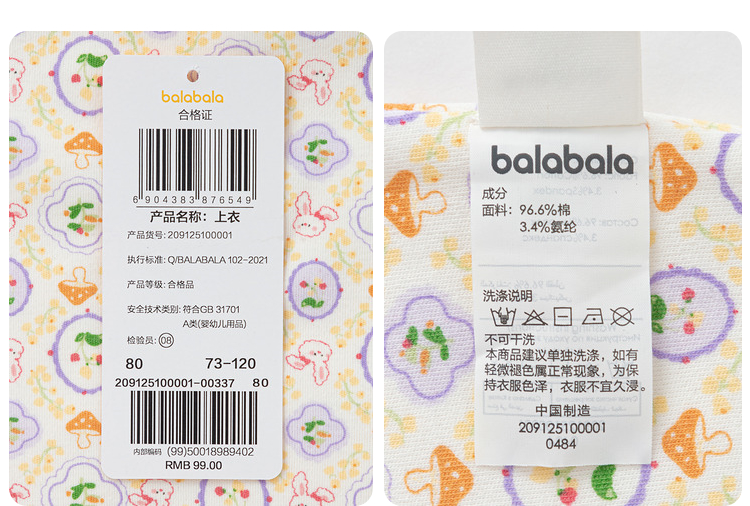 balabala
合格证
6 904383 876549
产品名称：上衣
产品货号：209125100001
执行标准：Q/BALABALA 102-2021
产品等级：合格品
安全技术类别：符合GB 31701
A类(婴幼儿用品)
检验员：08
80 73-120
209125100001-00337 80
内部编码 (99)50018989402
RMB 99.00
balabala
成分
面料：96.6%棉
3.4%氨纶
洗涤说明
不可干洗
本商品建议单独洗涤，如有
轻微褪色属正常现象，为保
持衣服色泽，衣服不宜久浸。
中国制造
209125100001
0484